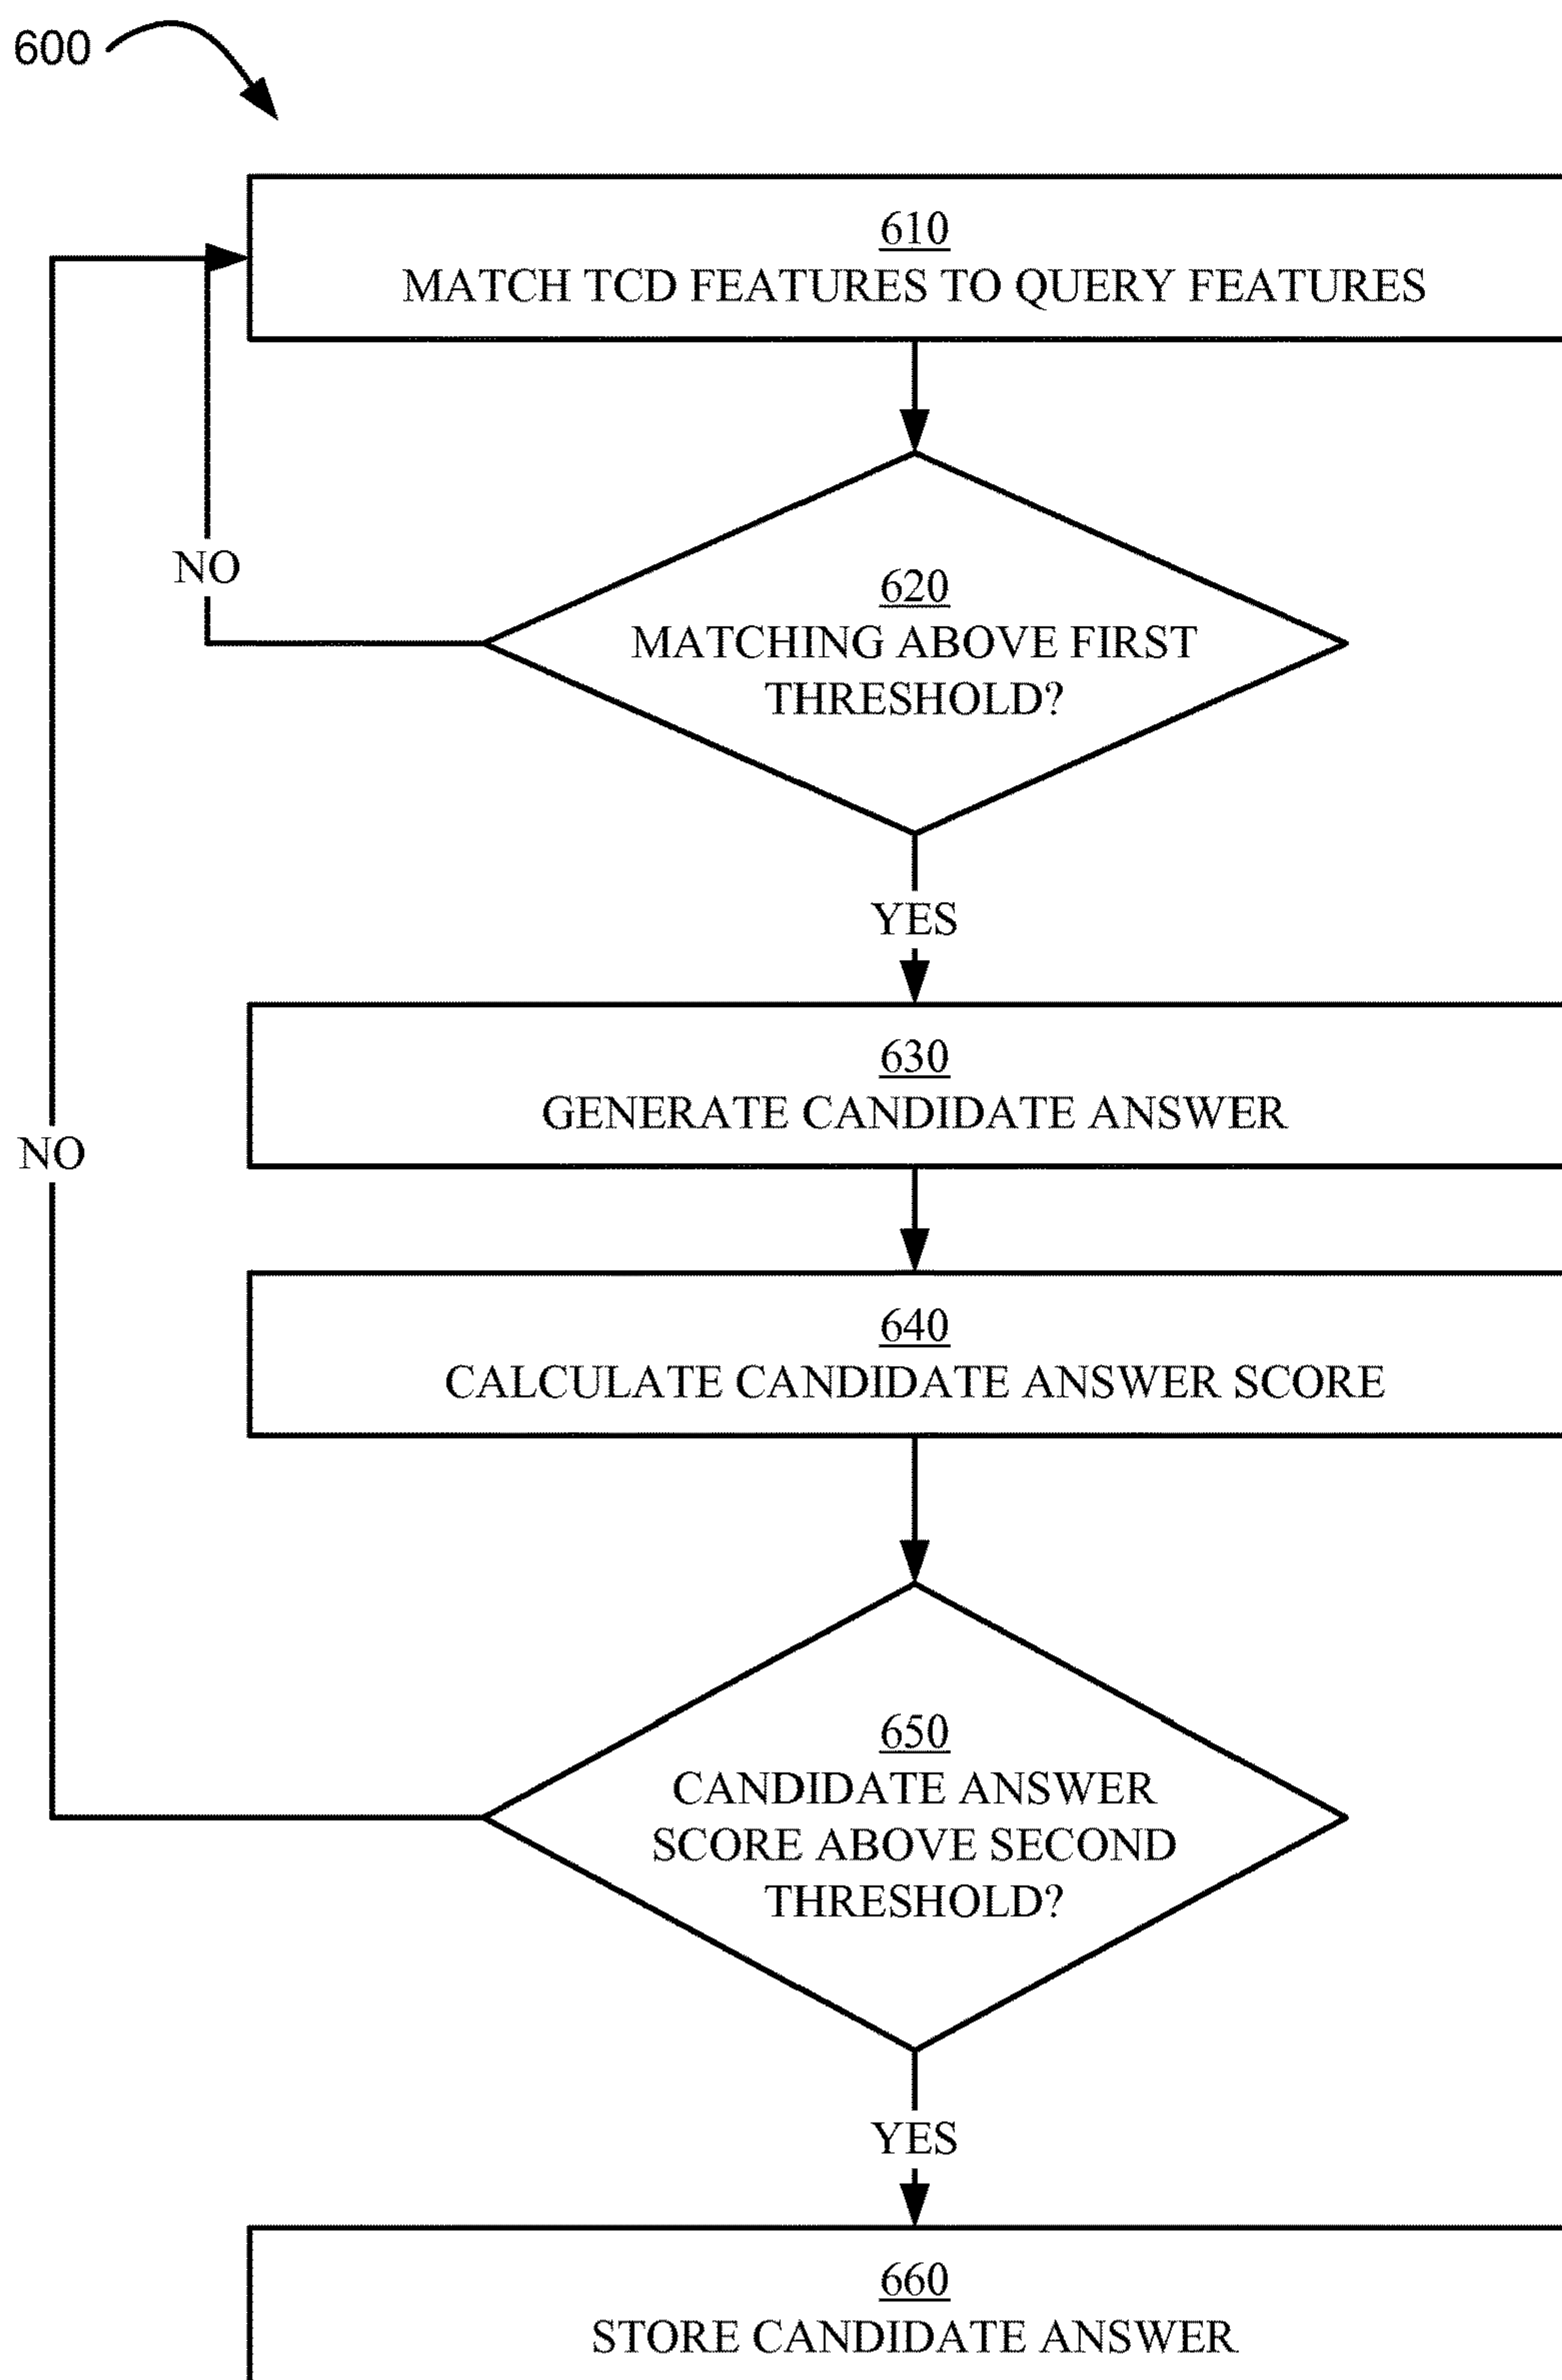 600
610
MATCH TCD FEATURES TO QUERY FEATURES
NO
620
MATCHING ABOVE FIRST
THRESHOLD?
YES
630
GENERATE CANDIDATE ANSWER
NO
640
CALCULATE CANDIDATE ANSWER SCORE
650
CANDIDATE ANSWER
SCORE ABOVE SECOND
THRESHOLD?
YES
660
STORE CANDIDATE ANSWER